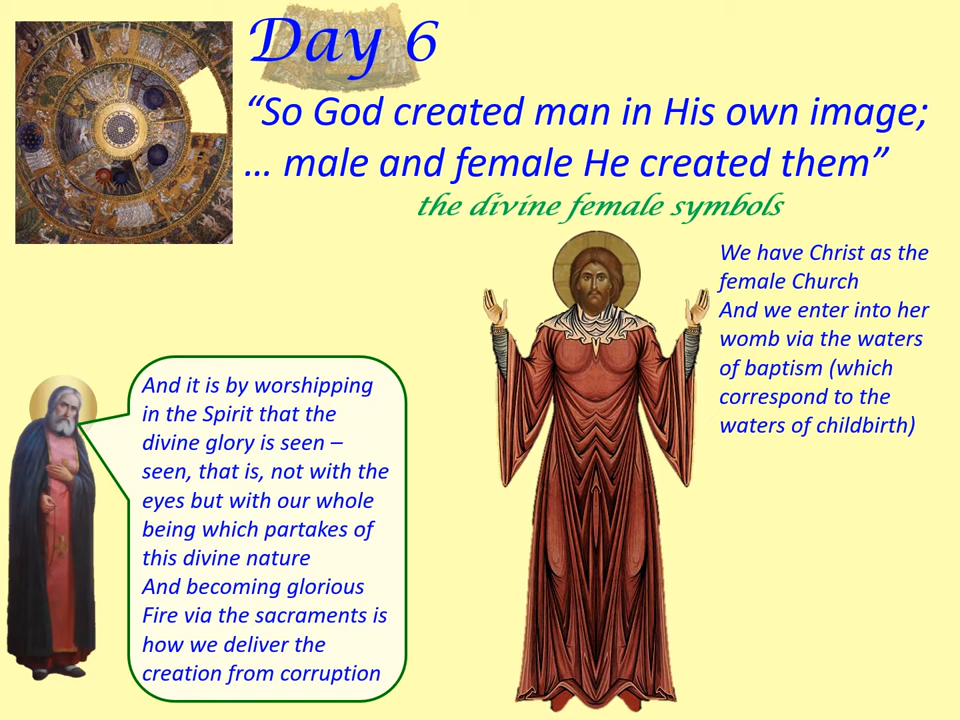 Day 6
“So God created man in His own image;
… male and female He created them”
the divine female symbols
We have Christ as the
female Church
And we enter into her
womb via the waters
of baptism (which
correspond to the
waters of childbirth)
And it is by worshipping
in the Spirit that the
divine glory is seen –
seen, that is, not with the
eyes but with our whole
being which partakes of
this divine nature
And becoming glorious
Fire via the sacraments is
how we deliver the
creation from corruption